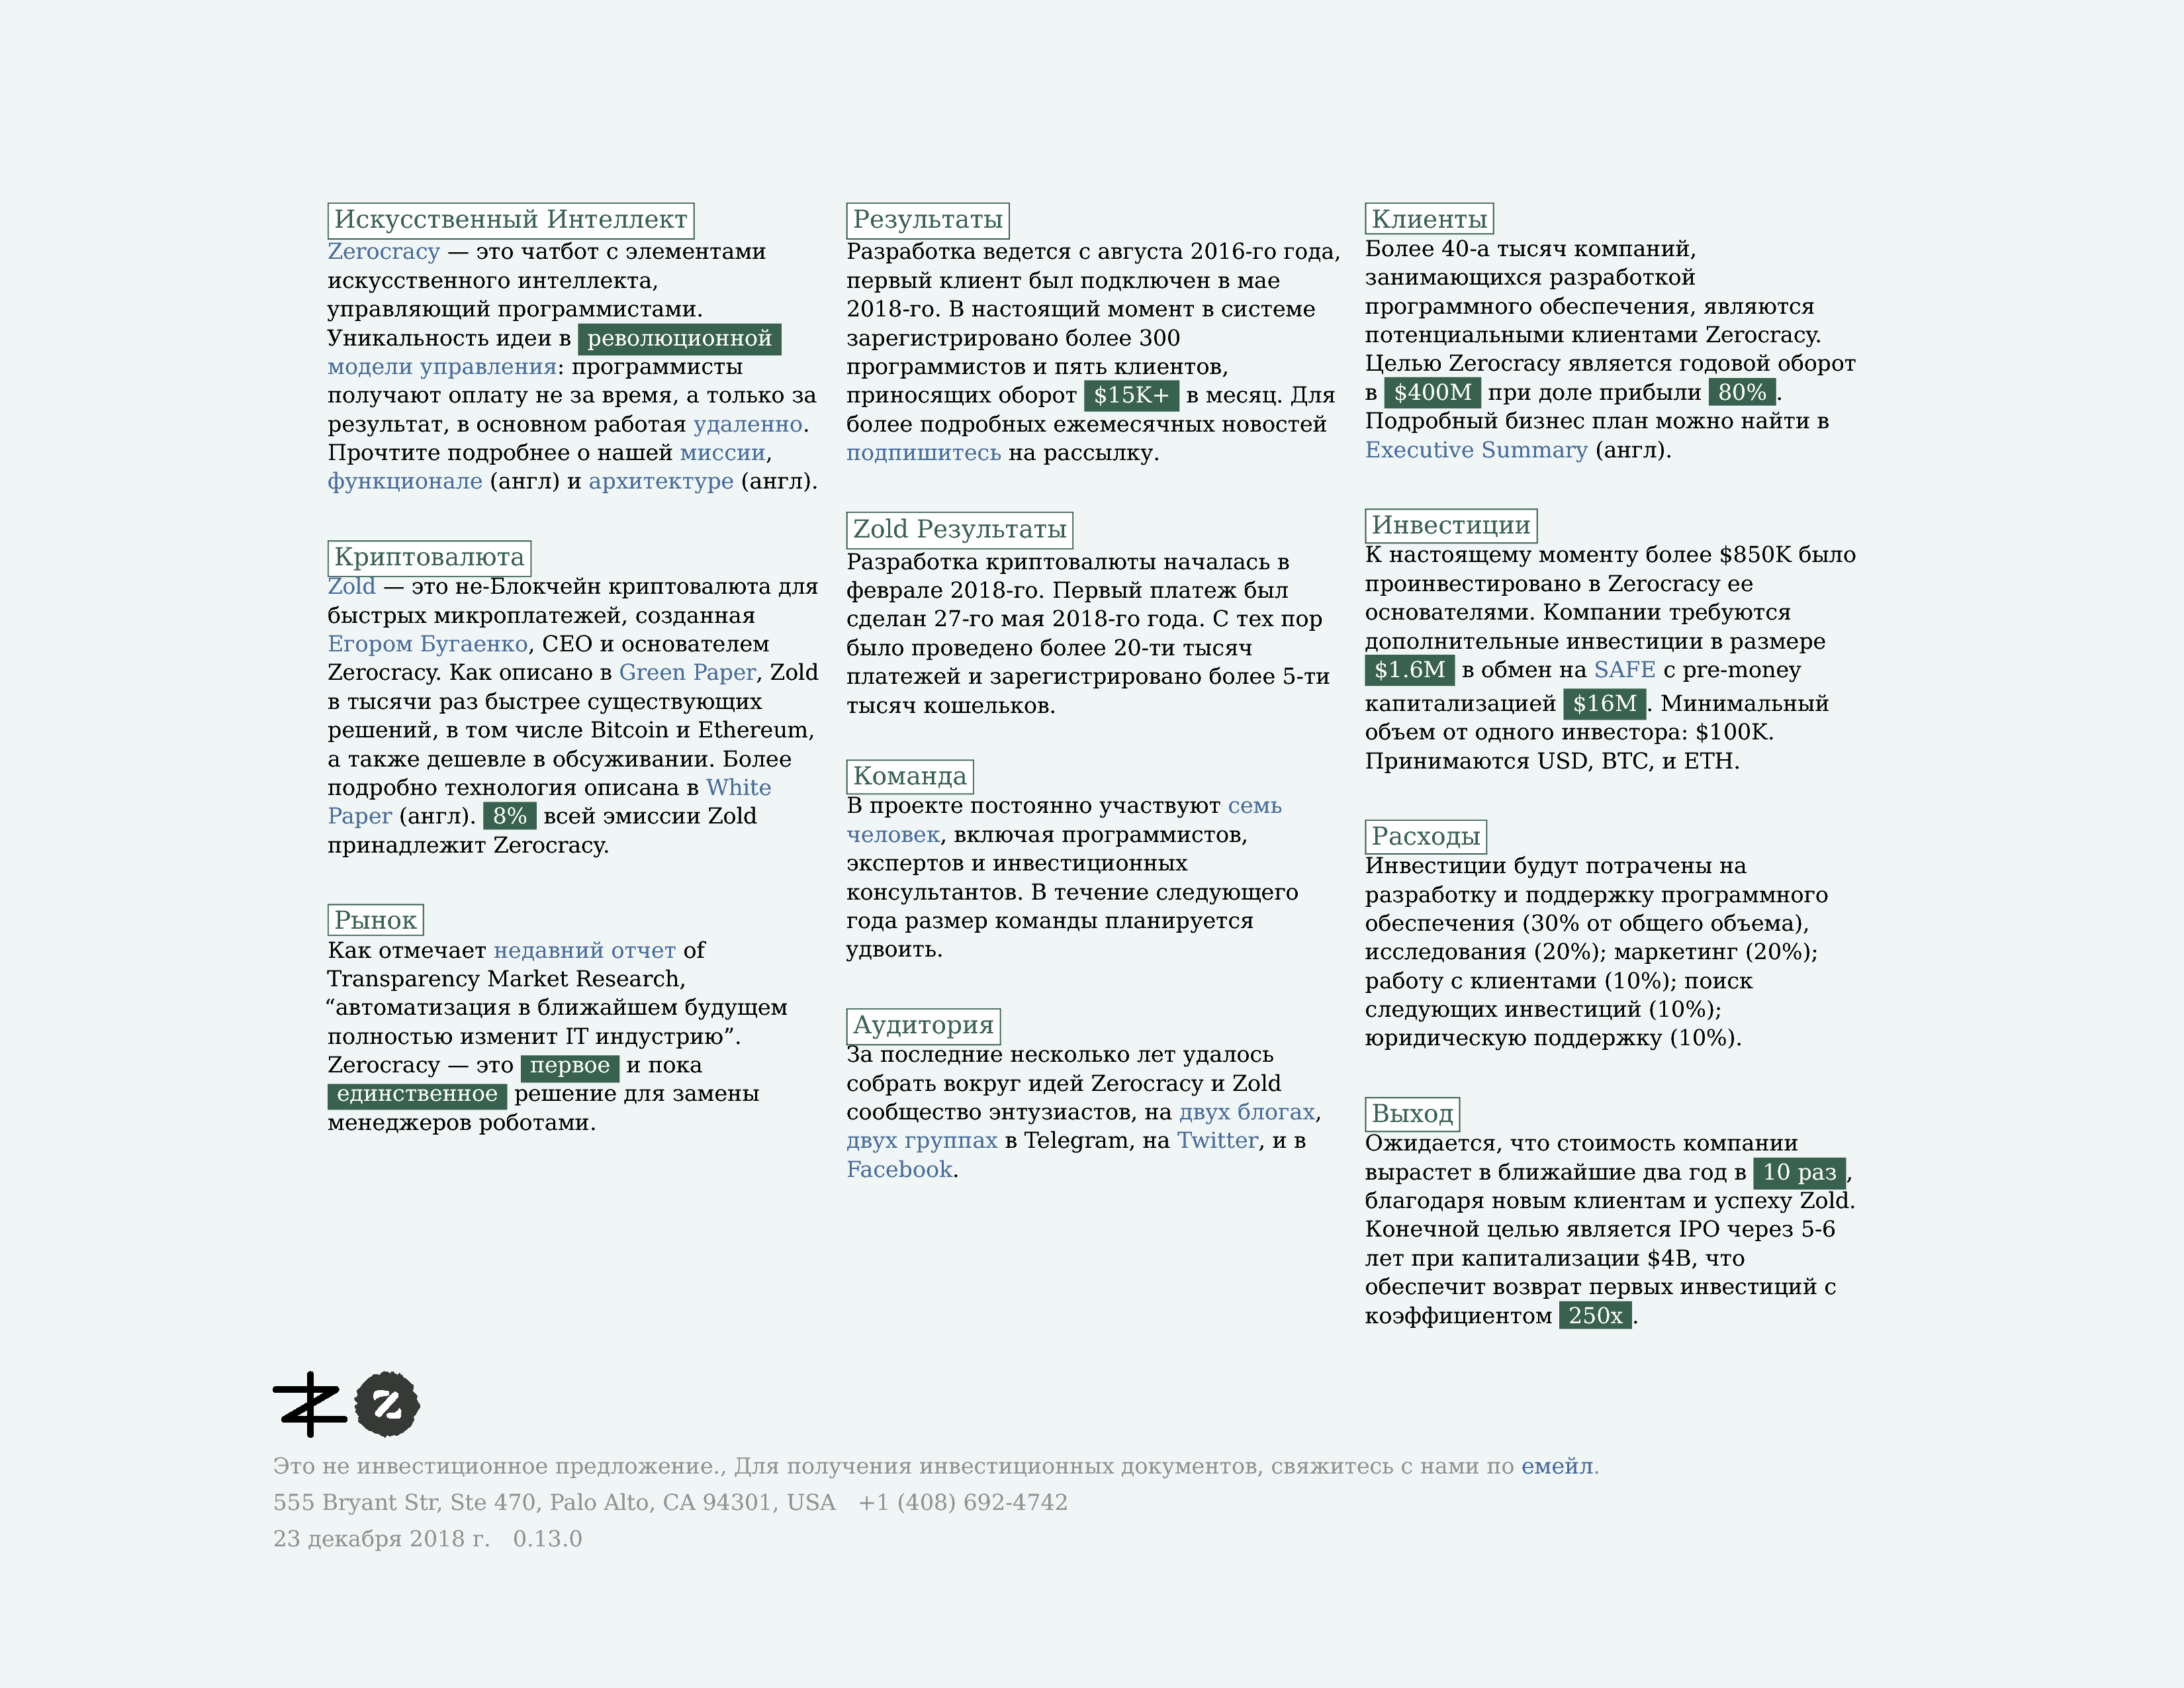 Искусственный Интеллект
Zerocracy — это чатбот с элементами
искусственного интеллекта,
управляющий программистами.
Уникальность идеи в революционной
модели управления: программисты
получают оплату не за время, а только за
результат, в основном работая удаленно.
Прочтите подробнее о нашей миссии,
функционале (англ) и архитектуре (англ).
Криптовалюта
Zold — это не-Блокчейн криптовалюта для
быстрых микроплатежей, созданная
Егором Бугаенко, CEO и основателем
Zerocracy. Как описано в Green Paper, Zold
в тысячи раз быстрее существующих
решений, в том числе Bitcoin и Ethereum,
а также дешевле в обсуживании. Более
подробно технология описана в White
Paper (англ). 8% всей эмиссии Zold
принадлежит Zerocracy.
Рынок
Как отмечает недавний отчет of
Transparency Market Research,
“автоматизация в ближайшем будущем
полностью изменит IT индустрию”.
Zerocracy — это первое и пока
единственное решение для замены
менеджеров роботами.
Результаты
Разработка ведется с августа 2016-го года,
первый клиент был подключен в мае
2018-го. В настоящий момент в системе
зарегистрировано более 300
программистов и пять клиентов,
приносящих оборот $15K+ в месяц. Для
более подробных ежемесячных новостей
подпишитесь на рассылку.
Zold Результаты
Разработка криптовалюты началась в
феврале 2018-го. Первый платеж был
сделан 27-го мая 2018-го года. С тех пор
было проведено более 20-ти тысяч
платежей и зарегистрировано более 5-ти
тысяч кошельков.
Команда
В проекте постоянно участвуют семь
человек, включая программистов,
экспертов и инвестиционных
консультантов. В течение следующего
года размер команды планируется
удвоить.
Аудитория
За последние несколько лет удалось
собрать вокруг идей Zerocracy и Zold
сообщество энтузиастов, на двух блогах,
двух группах в Telegram, на Twitter, и в
Facebook.
Клиенты
Более 40-а тысяч компаний,
занимающихся разработкой
программного обеспечения, являются
потенциальными клиентами Zerocracy.
Целью Zerocracy является годовой оборот
в $400M при доле прибыли 80%.
Подробный бизнес план можно найти в
Executive Summary (англ).
Инвестиции
К настоящему моменту более $850K было
проинвестировано в Zerocracy ее
основателями. Компании требуются
дополнительные инвестиции в размере
$1.6M в обмен на SAFE с pre-money
капитализацией $16M. Минимальный
объем от одного инвестора: $100K.
Принимаются USD, BTC, и ETH.
Расходы
Инвестиции будут потрачены на
разработку и поддержку программного
обеспечения (30% от общего объема),
исследования (20%); маркетинг (20%);
работу с клиентами (10%); поиск
следующих инвестиций (10%);
юридическую поддержку (10%).
Выход
Ожидается, что стоимость компании
вырастет в ближайшие два год в 10 раз,
благодаря новым клиентам и успеху Zold.
Конечной целью является IPO через 5-6
лет при капитализации $4B, что
обеспечит возврат первых инвестиций с
коэффициентом 250x.
Это не инвестиционное предложение., Для получения инвестиционных документов, свяжитесь с нами по емейл.
555 Bryant Str, Ste 470, Palo Alto, CA 94301, USA +1 (408) 692-4742
23 декабря 2018 г. 0.13.0